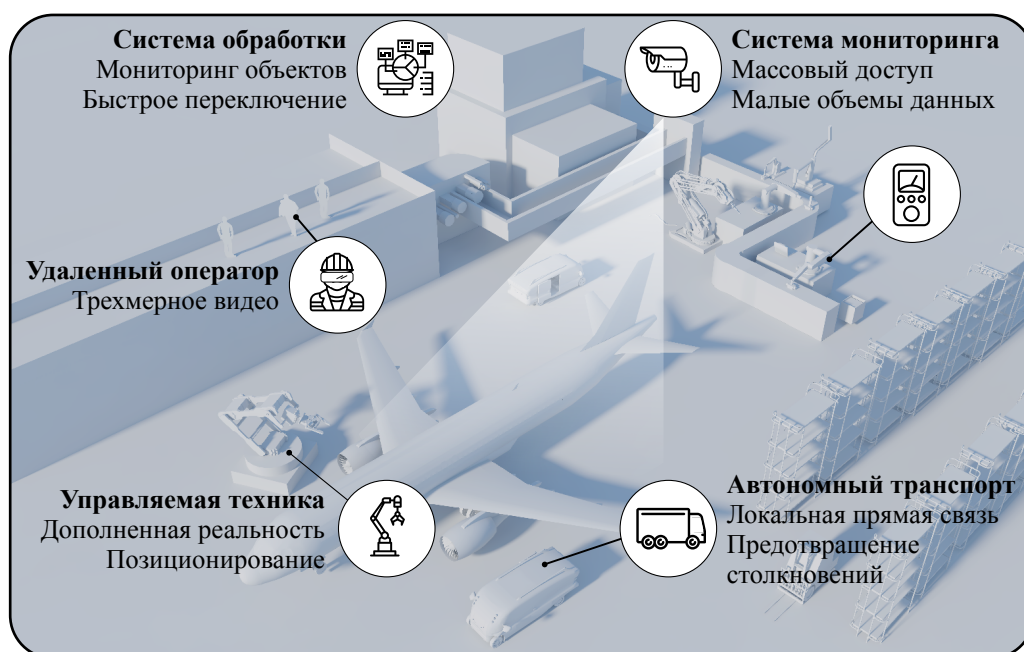 Система обработки
Мониторинг объектов
Быстрое переключение
Система мониторинга
Массовый доступ
Малые объемы данных
Удаленный оператор
Трехмерное видео
Управляемая техника
Дополненная реальность
Позиционирование
Автономный транспорт
Локальная прямая связь
Предотвращение
столкновений